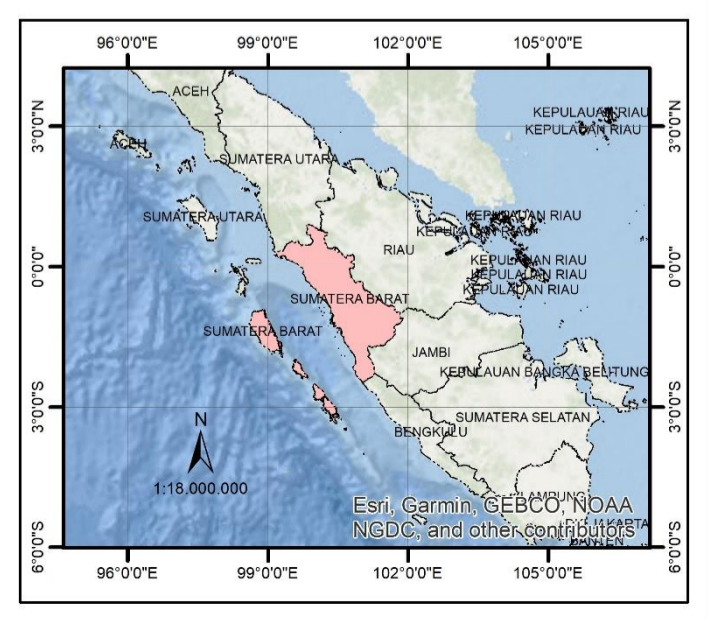 96°0'0"E 99°0'0"E 102°0'0"E 105°0'0"E
ACEH
KEPULAUAN RIAU
3°0'0"N 3°0'0"N
KEPULAUAN RIAU
ACEH
SUMATERA UTARA
SUMATERA UTARA
KEPULAUAN RIAU
KEPULAUAN RIAU
RIAU
KEPULAUAN RIAU
0°0'0" 0°0'0"
KEPULAUAN RIAU
KEPULAUAN RIAU
SUMATERA BARAT
SUMATERA BARAT
JAMBI
KEPULAUAN BANGKA BELITUNG
3°0'0"S 3°0'0"S
SUMATERA SELATAN
N
BENGKULU
1:18.000.000
LAMPUNG
Esri, Garmin, GEBCO, NOAA
NGDC, and other contributors
BANTEN
6°0'0"S 6°0'0"S
96°0'0"E 99°0'0"E 102°0'0"E 105°0'0"E